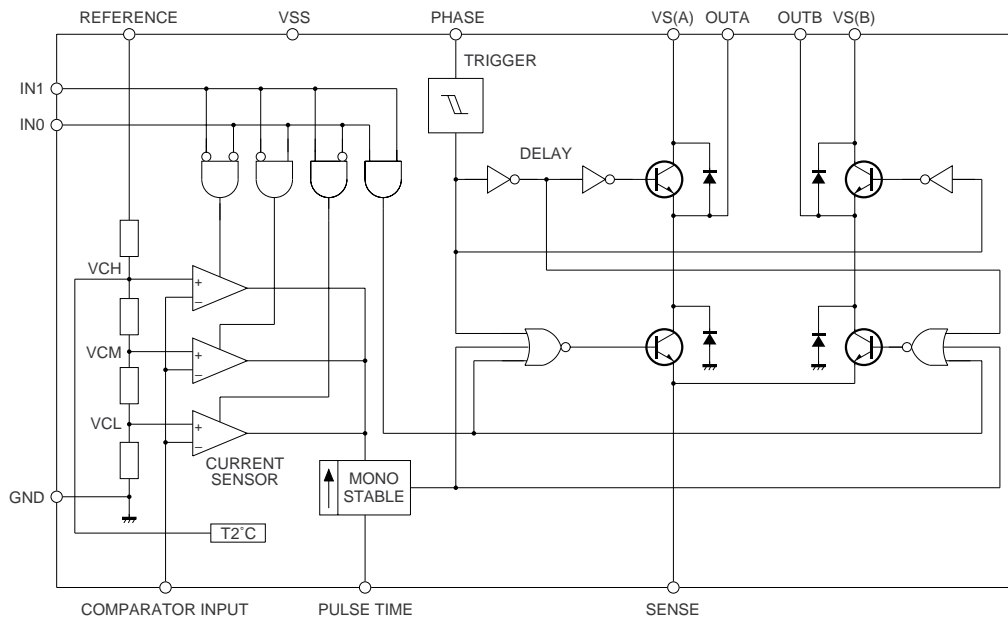 REFERENCE
VSS
PHASE
VS(A)
OUTA
OUTB
VS(B)
TRIGGER
IN1
IN0
DELAY
VCH
+
−
VCM
+
−
VCL
+
−
CURRENT
SENSOR
MONO
STABLE
GND
T2˚C
COMPARATOR INPUT
PULSE TIME
SENSE